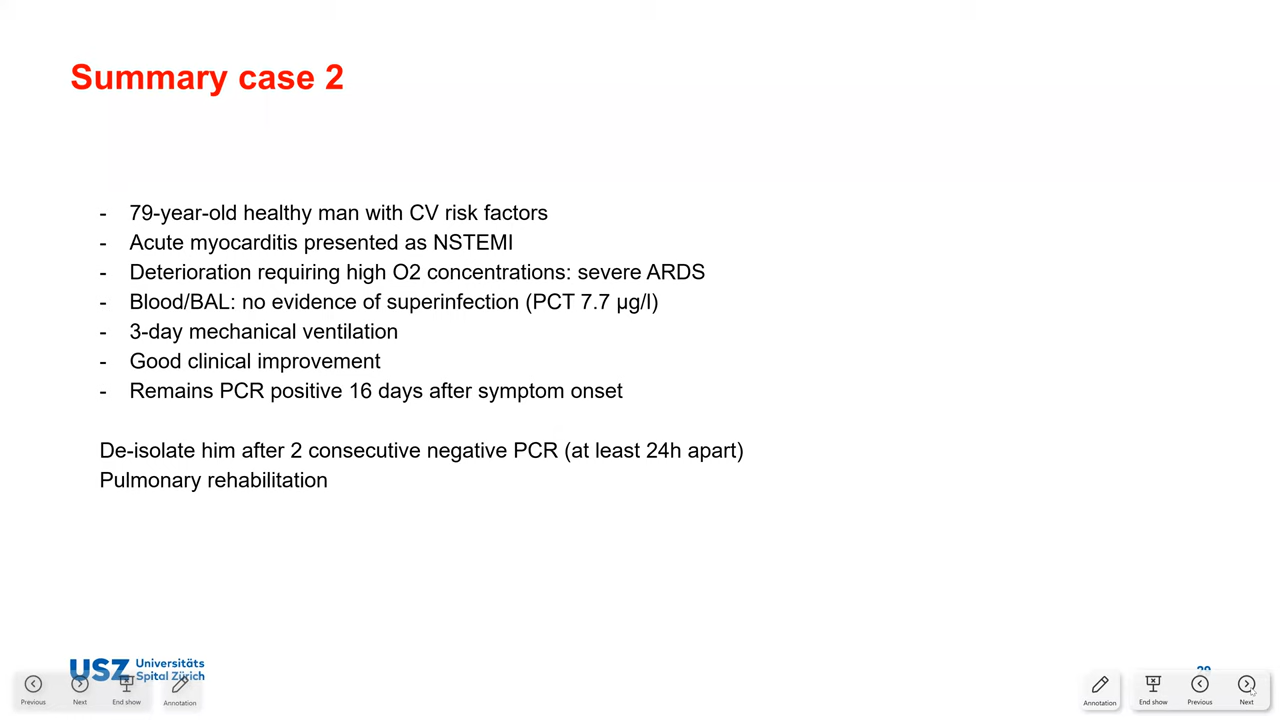 Summary case 2
- 79-year-old healthy man with CV risk factors
- Acute myocarditis presented as NSTEMI
- Deterioration requiring high O2 concentrations: severe ARDS
- Blood/BAL: no evidence of superinfection (PCT 7.7 µg/l)
- 3-day mechanical ventilation
- Good clinical improvement
- Remains PCR positive 16 days after symptom onset
De-isolate him after 2 consecutive negative PCR (at least 24h apart)
Pulmonary rehabilitation
USZ Universitäts
Spital Zürich
Previous Next End show Annotation
Annotation End show Previous Next